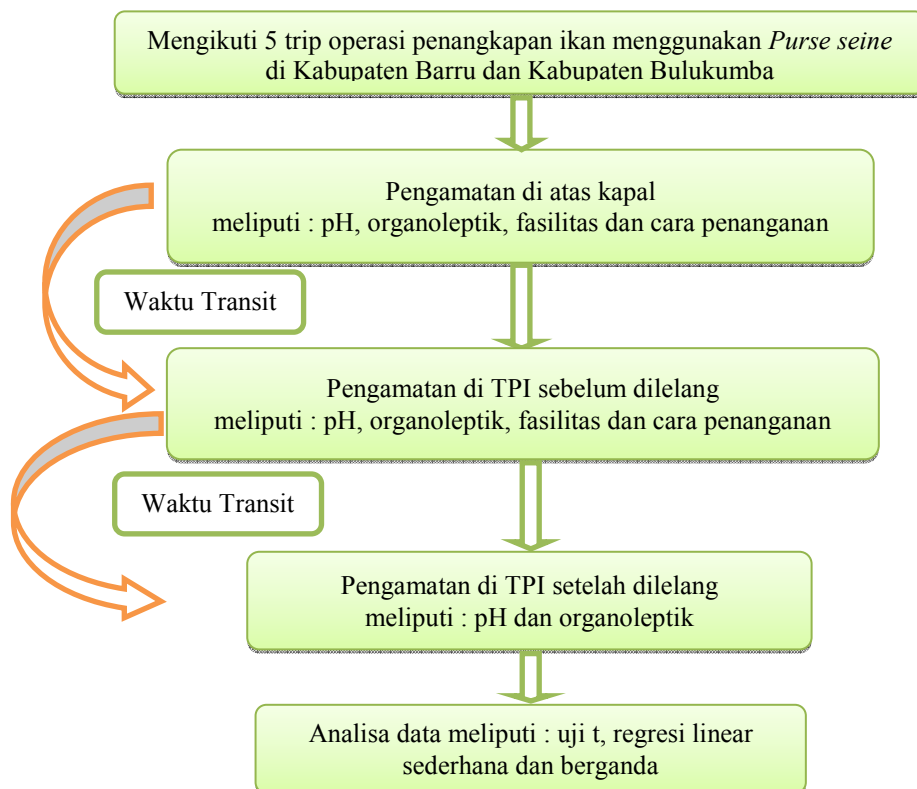 Mengikuti 5 trip operasi penangkapan ikan menggunakan Purse seine
di Kabupaten Barru dan Kabupaten Bulukumba
Pengamatan di atas kapal
meliputi : pH, organoleptik, fasilitas dan cara penanganan
Waktu Transit
Pengamatan di TPI sebelum dilelang
meliputi : pH, organoleptik, fasilitas dan cara penanganan
Waktu Transit
Pengamatan di TPI setelah dilelang
meliputi : pH dan organoleptik
Analisa data meliputi : uji t, regresi linear
sederhana dan berganda